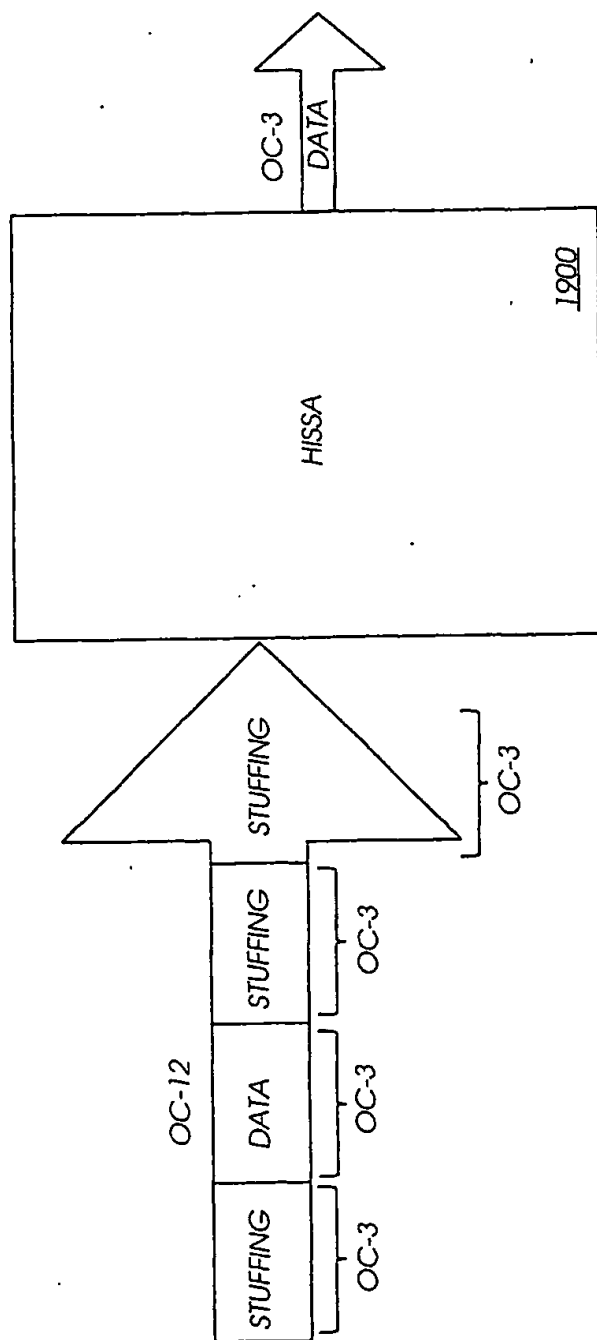 OC-12
STUFFING
DATA
STUFFING
STUFFING
OC-3
OC-3
OC-3
OC-3
HISSA
1900
OC-3
DATA